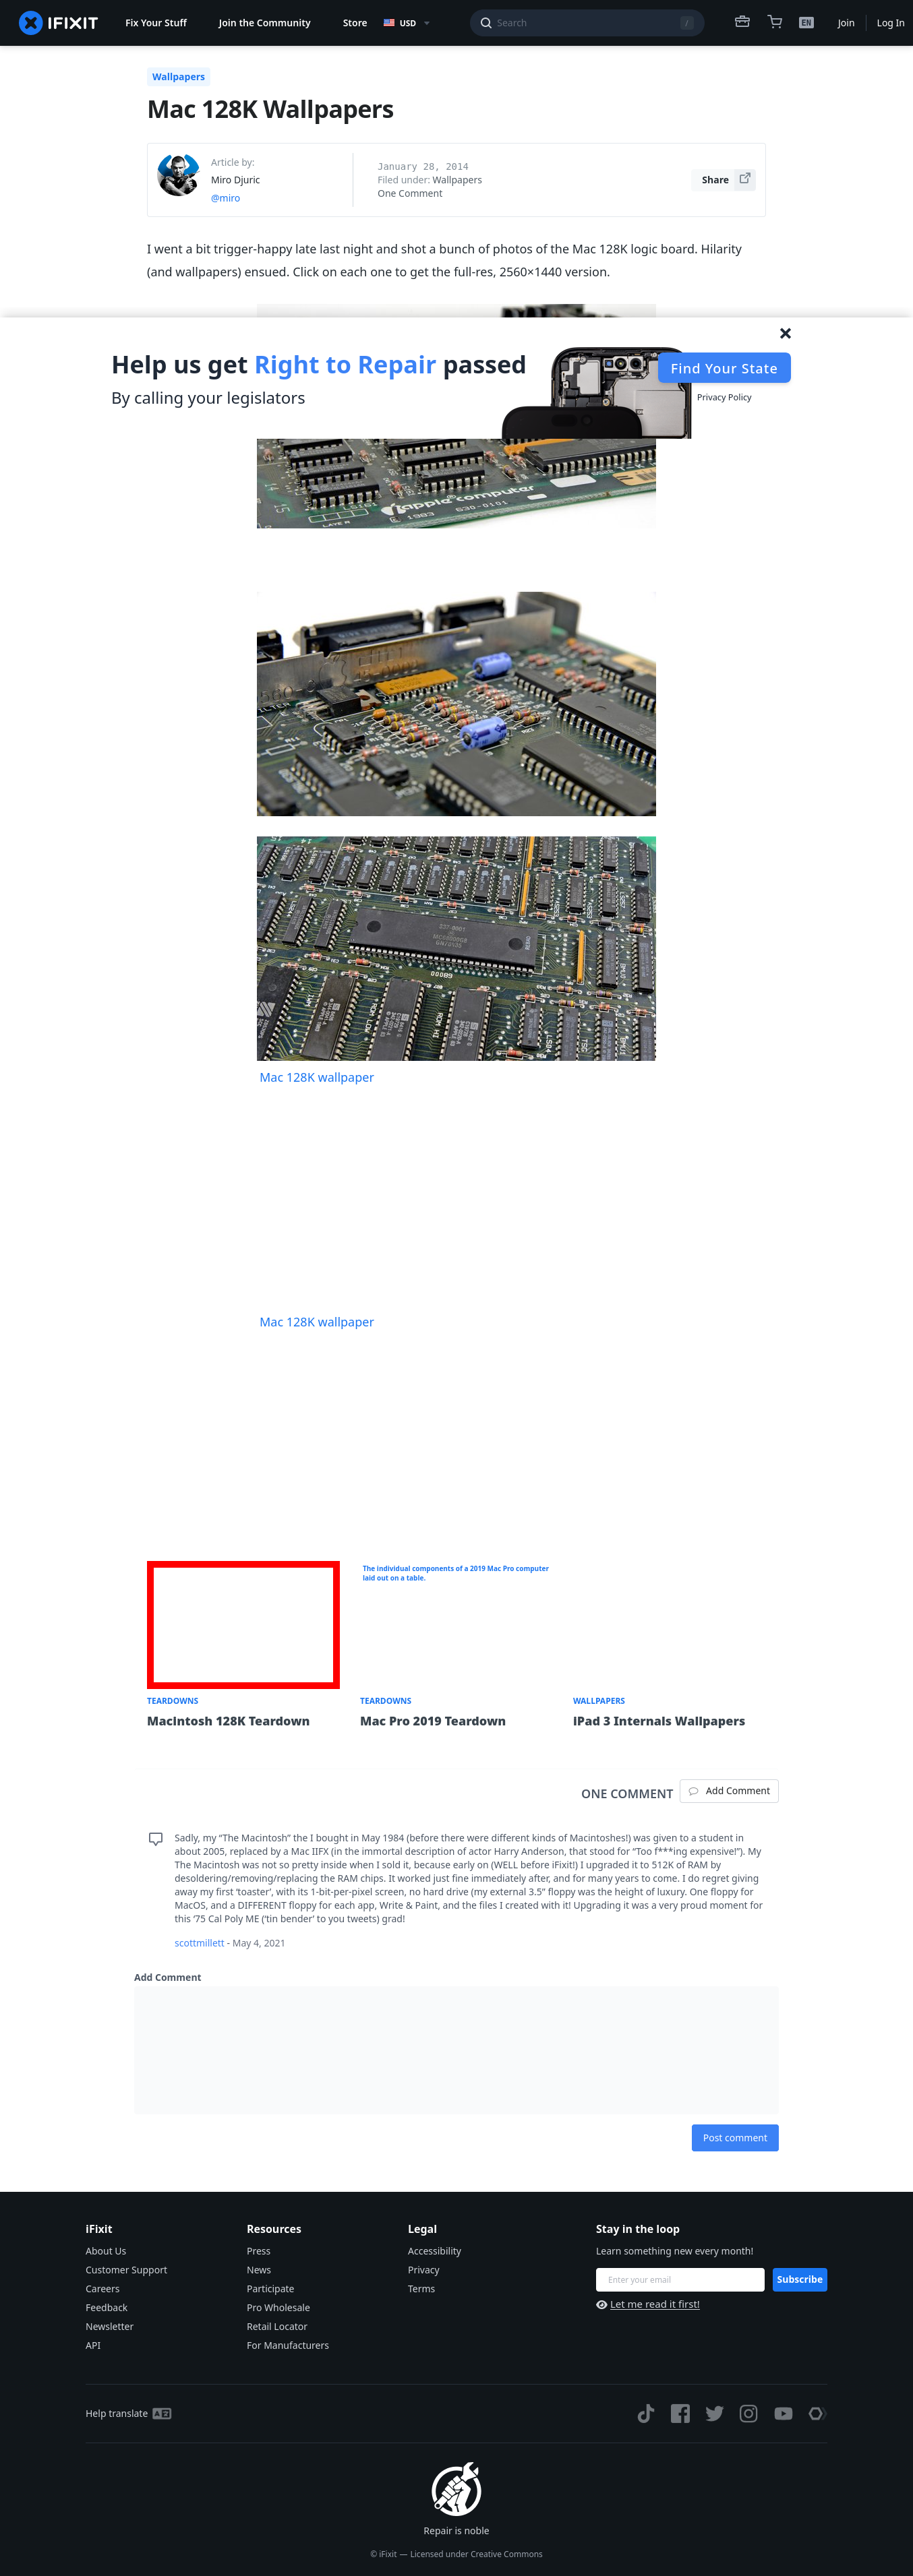 IFIXIT
Fix Your Stuff
Join the Community
Store
USD
Search
/
EN
Join
Log In
Wallpapers
Mac 128K Wallpapers
Article by:
Miro Djuric
@miro
January 28, 2014
Filed under: Wallpapers
One Comment
Share
I went a bit trigger-happy late last night and shot a bunch of photos of the Mac 128K logic board. Hilarity
(and wallpapers) ensued. Click on each one to get the full-res, 2560×1440 version.
Help us get Right to Repair passed
By calling your legislators
Find Your State
Privacy Policy
apple computer
© 1983 630-0101
LAYER
68000
ROM LOW
ROM HI
Mac 128K wallpaper
Mac 128K wallpaper
The individual components of a 2019 Mac Pro computer
laid out on a table.
TEARDOWNS
Macintosh 128K Teardown
TEARDOWNS
Mac Pro 2019 Teardown
WALLPAPERS
iPad 3 Internals Wallpapers
ONE COMMENT
Add Comment
Sadly, my “The Macintosh” the I bought in May 1984 (before there were different kinds of Macintoshes!) was given to a student in
about 2005, replaced by a Mac IIFX (in the immortal description of actor Harry Anderson, that stood for “Too f***ing expensive!”). My
The Macintosh was not so pretty inside when I sold it, because early on (WELL before iFixit!) I upgraded it to 512K of RAM by
desoldering/removing/replacing the RAM chips. It worked just fine immediately after, and for many years to come. I do regret giving
away my first ‘toaster’, with its 1-bit-per-pixel screen, no hard drive (my external 3.5” floppy was the height of luxury. One floppy for
MacOS, and a DIFFERENT floppy for each app, Write & Paint, and the files I created with it! Upgrading it was a very proud moment for
this ’75 Cal Poly ME (‘tin bender’ to you tweets) grad!
scottmillett - May 4, 2021
Add Comment
Post comment
iFixit
About Us
Customer Support
Careers
Feedback
Newsletter
API
Resources
Press
News
Participate
Pro Wholesale
Retail Locator
For Manufacturers
Legal
Accessibility
Privacy
Terms
Stay in the loop
Learn something new every month!
Enter your email
Subscribe
Let me read it first!
Help translate
Repair is noble
© iFixit — Licensed under Creative Commons